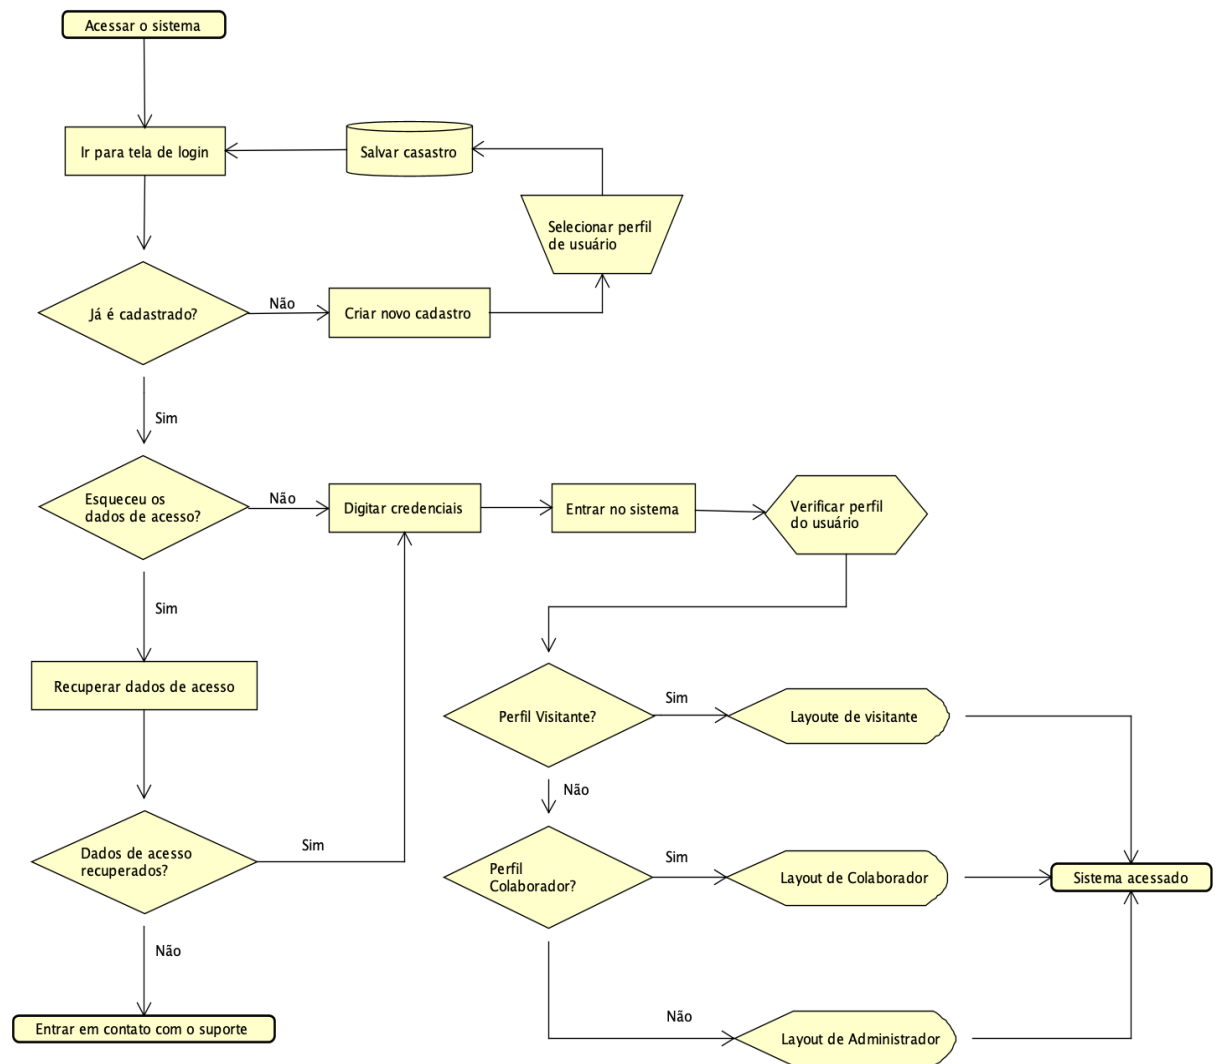 Acessar o sistema
Ir para tela de login
Salvar casastro
Selecionar perfil
de usuário
Já é cadastrado?
Não
Criar novo cadastro
Sim
Esqueceu os
dados de acesso?
Não
Digitar credenciais
Entrar no sistema
Verificar perfil
do usuário
Sim
Recuperar dados de acesso
Perfil Visitante?
Sim
Layoute de visitante
Não
Dados de acesso
recuperados?
Sim
Perfil
Colaborador?
Sim
Layout de Colaborador
Sistema acessado
Não
Entrar em contato com o suporte
Não
Layout de Administrador